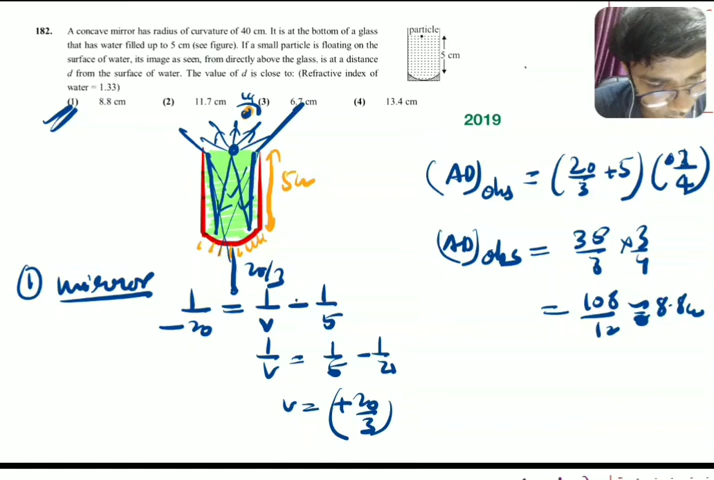 182. A concave mirror has radius of curvature of 40 cm. It is at the bottom of a glass
that has water filled up to 5 cm (see figure). If a small particle is floating on the
surface of water, its image as seen, from directly above the glass, is at a distance
d from the surface of water. The value of d is close to: (Refractive index of
water = 1.33)
(1) 8.8 cm (2) 11.7 cm (3) 6.7 cm (4) 13.4 cm
particle
5 cm
2019
5cm
20/3
① mirror
1/-20 = 1/v - 1/5
1/v = 1/5 - 1/20
v = (+20/3)
(AD)obs = (20/3 + 5)
(AD)obs = × 3/4
= 8.8cm